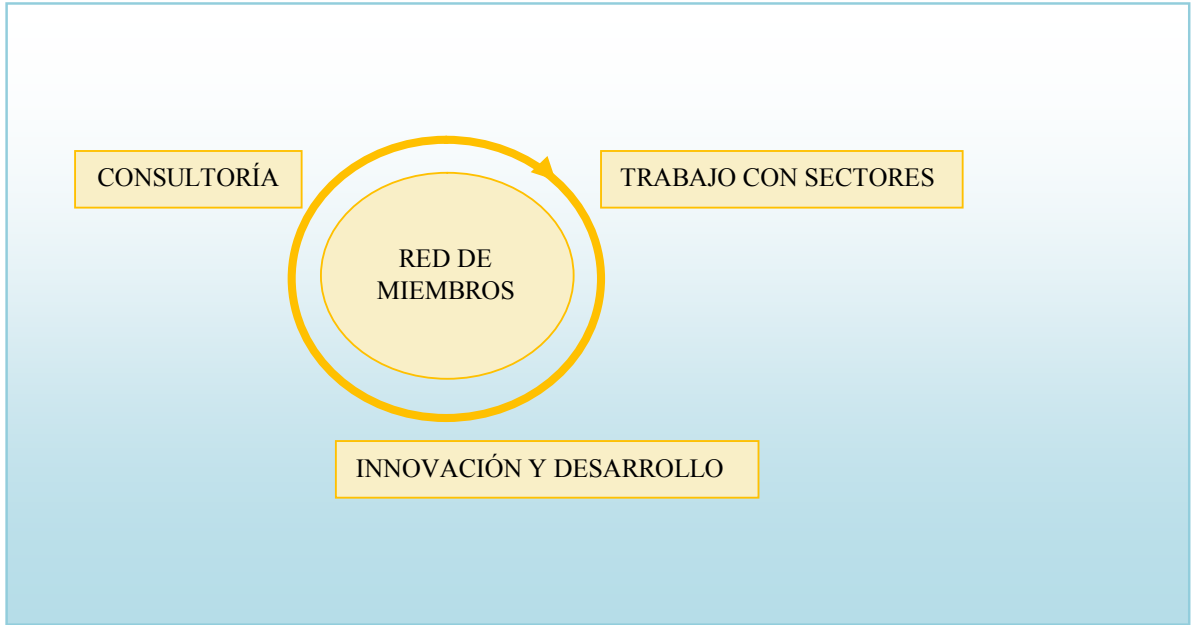 CONSULTORÍA
TRABAJO CON SECTORES
RED DE
MIEMBROS
INNOVACIÓN Y DESARROLLO